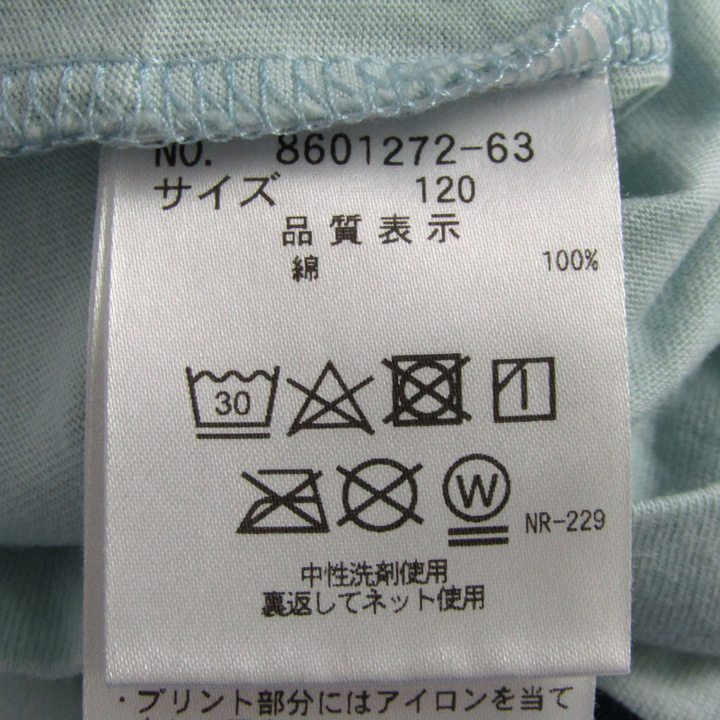 NO. 8601272-63
サイズ 120
品質表示
綿 100%
30
W
NR-229
中性洗剤使用
裏返してネット使用
・プリント部分にはアイロンを当て